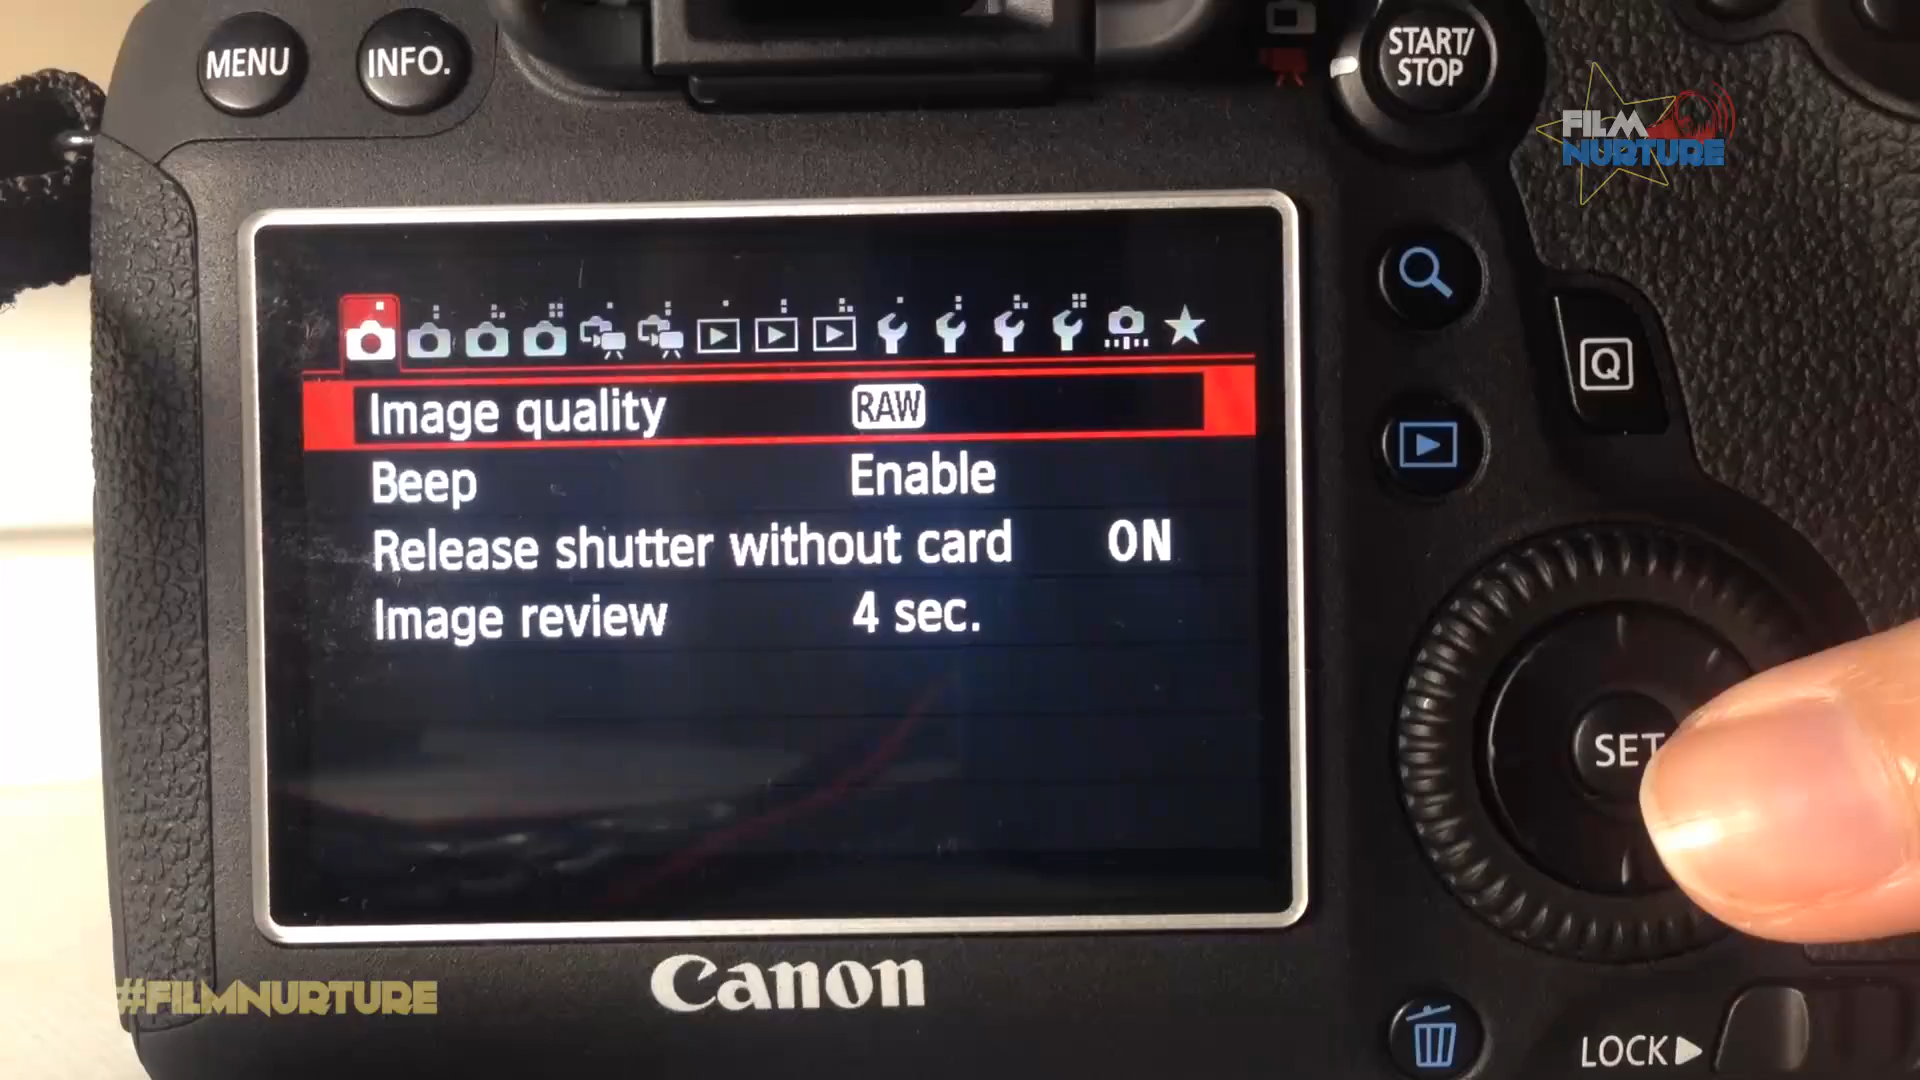 MENU
INFO.
START/
STOP
FILM
NURTURE
Q
Image quality RAW
Beep Enable
Release shutter without card ON
Image review 4 sec.
SET
Canon
#FILMNURTURE
LOCK